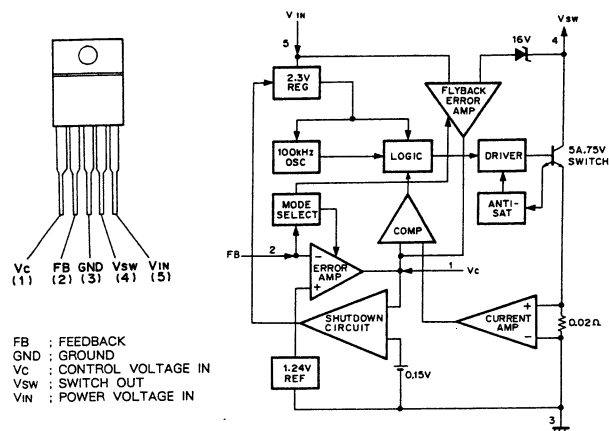 Vc FB GND Vsw VIN
(1) (2) (3) (4) (5)
FB ; FEEDBACK
GND ; GROUND
Vc ; CONTROL VOLTAGE IN
Vsw ; SWITCH OUT
VIN ; POWER VOLTAGE IN
VIN
5
2.3V
REG
100kHz
OSC
MODE
SELECT
FB
2
LOGIC
DRIVER
ANTI-
SAT
16V
Vsw
4
FLYBACK
ERROR
AMP
5A,75V
SWITCH
COMP
−
ERROR
AMP
+
1
Vc
SHUTDOWN
CIRCUIT
CURRENT
AMP
+
−
0.02Ω
1.24V
REF
0.15V
3